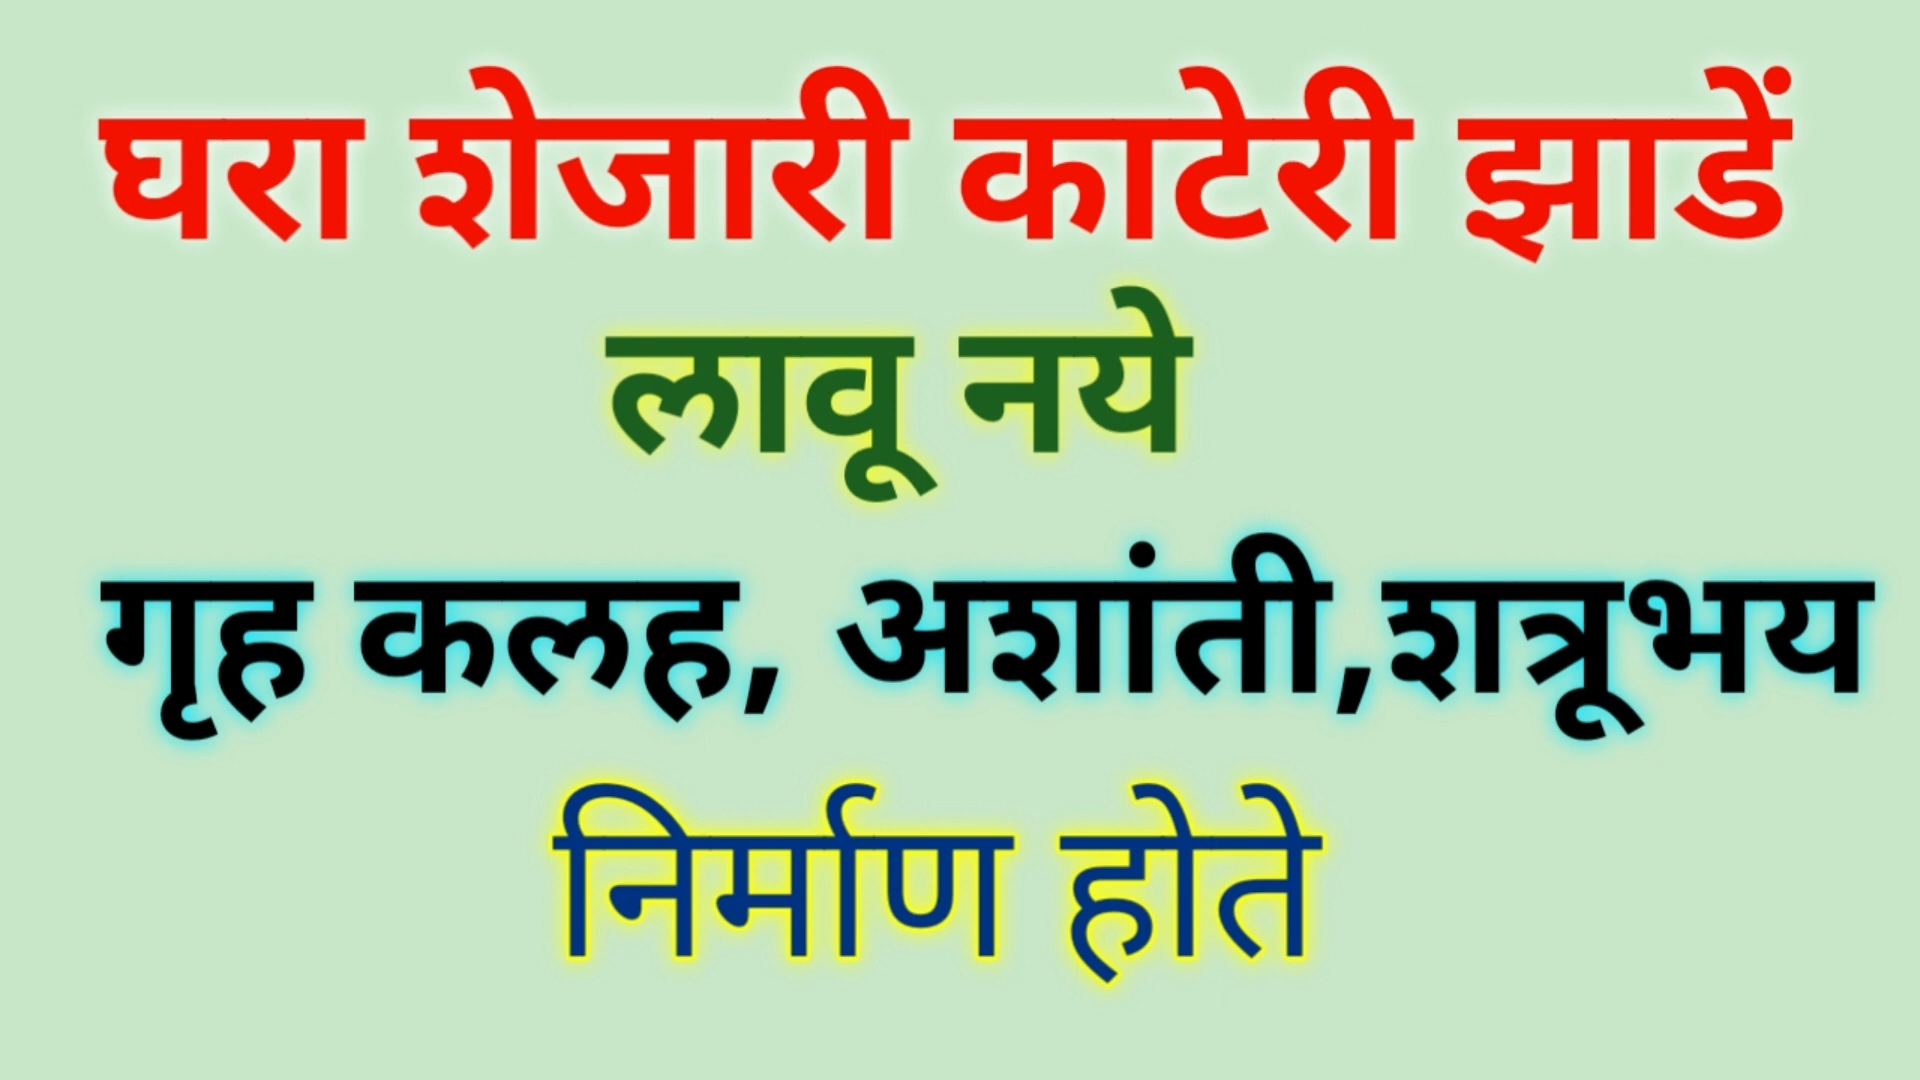 घरा शेजारी काटेरी झाडें
लावू नये
गृह कलह, अशांती,शत्रूभय
निर्माण होते